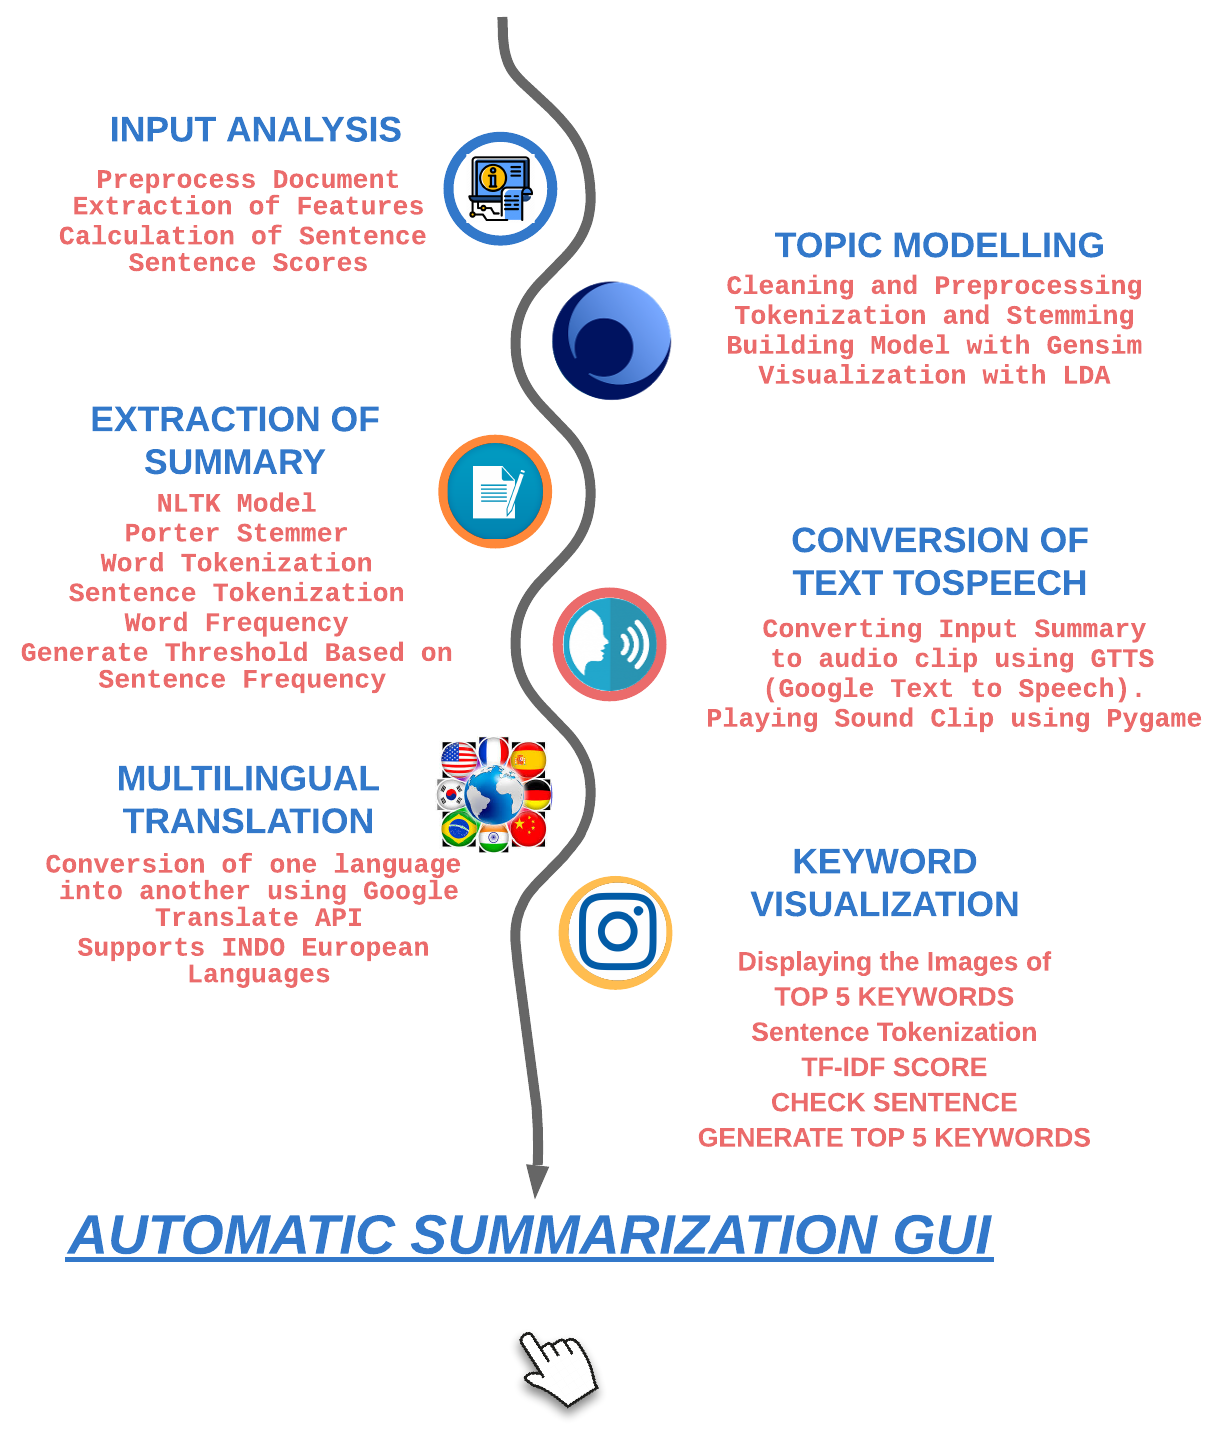 INPUT ANALYSIS
Preprocess Document
Extraction of Features
Calculation of Sentence
Sentence Scores
TOPIC MODELLING
Cleaning and Preprocessing
Tokenization and Stemming
Building Model with Gensim
Visualization with LDA
EXTRACTION OF
SUMMARY
NLTK Model
Porter Stemmer
Word Tokenization
Sentence Tokenization
Word Frequency
Generate Threshold Based on
Sentence Frequency
CONVERSION OF
TEXT TOSPEECH
Converting Input Summary
to audio clip using GTTS
(Google Text to Speech).
Playing Sound Clip using Pygame
MULTILINGUAL
TRANSLATION
Conversion of one language
into another using Google
Translate API
Supports INDO European
Languages
KEYWORD
VISUALIZATION
Displaying the Images of
TOP 5 KEYWORDS
Sentence Tokenization
TF-IDF SCORE
CHECK SENTENCE
GENERATE TOP 5 KEYWORDS
AUTOMATIC SUMMARIZATION GUI